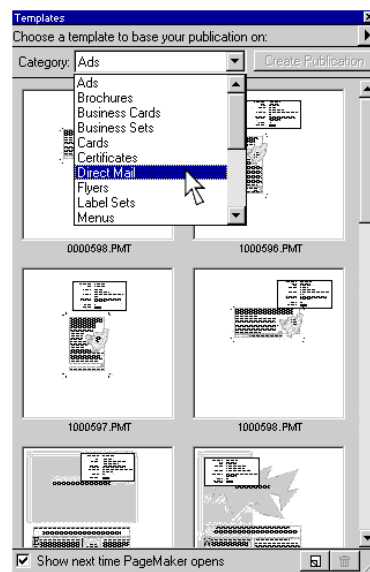 Templates
Choose a template to base your publication on:
Category: Ads
Create Publication
Ads
Brochures
Business Cards
Business Sets
Cards
Certificates
Direct Mail
Flyers
Label Sets
Menus
0000598.PMT
1000596.PMT
1000597.PMT
1000598.PMT
Show next time PageMaker opens